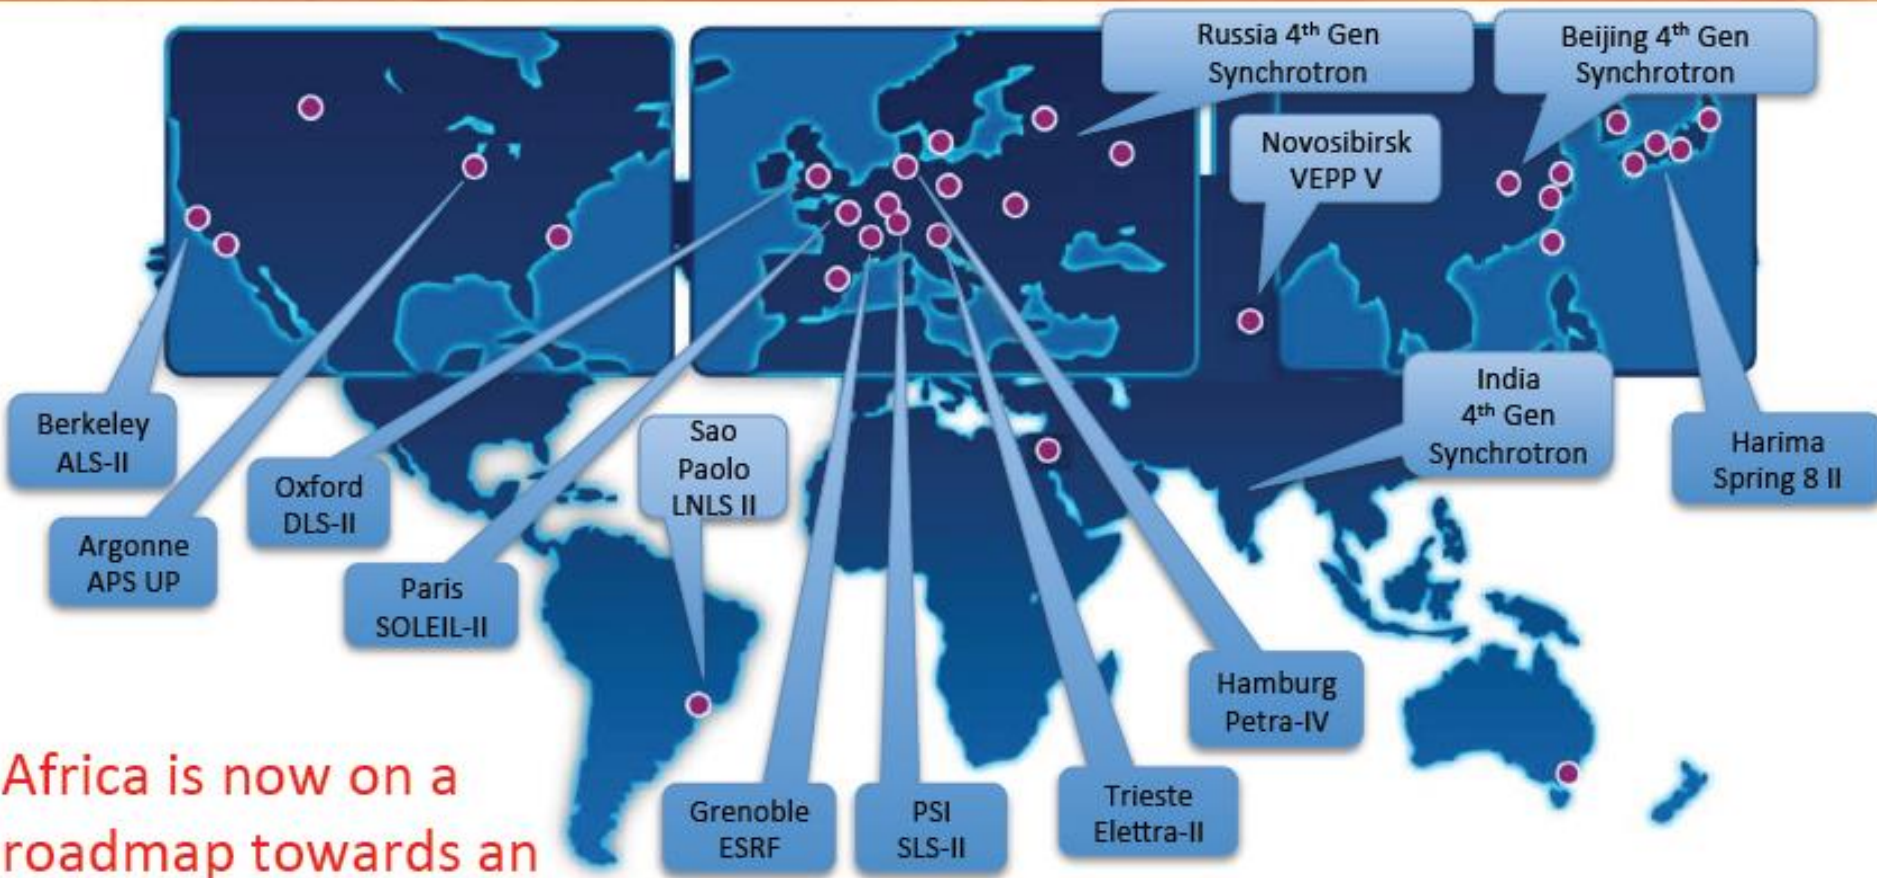 Russia 4th Gen
Synchrotron
Beijing 4th Gen
Synchrotron
Novosibirsk
VEPP V
India
4th Gen
Synchrotron
Harima
Spring 8 II
Berkeley
ALS-II
Argonne
APS UP
Oxford
DLS-II
Paris
SOLEIL-II
Sao
Paolo
LNLS II
Hamburg
Petra-IV
Trieste
Elettra-II
PSI
SLS-II
Grenoble
ESRF
Africa is now on a
roadmap towards an